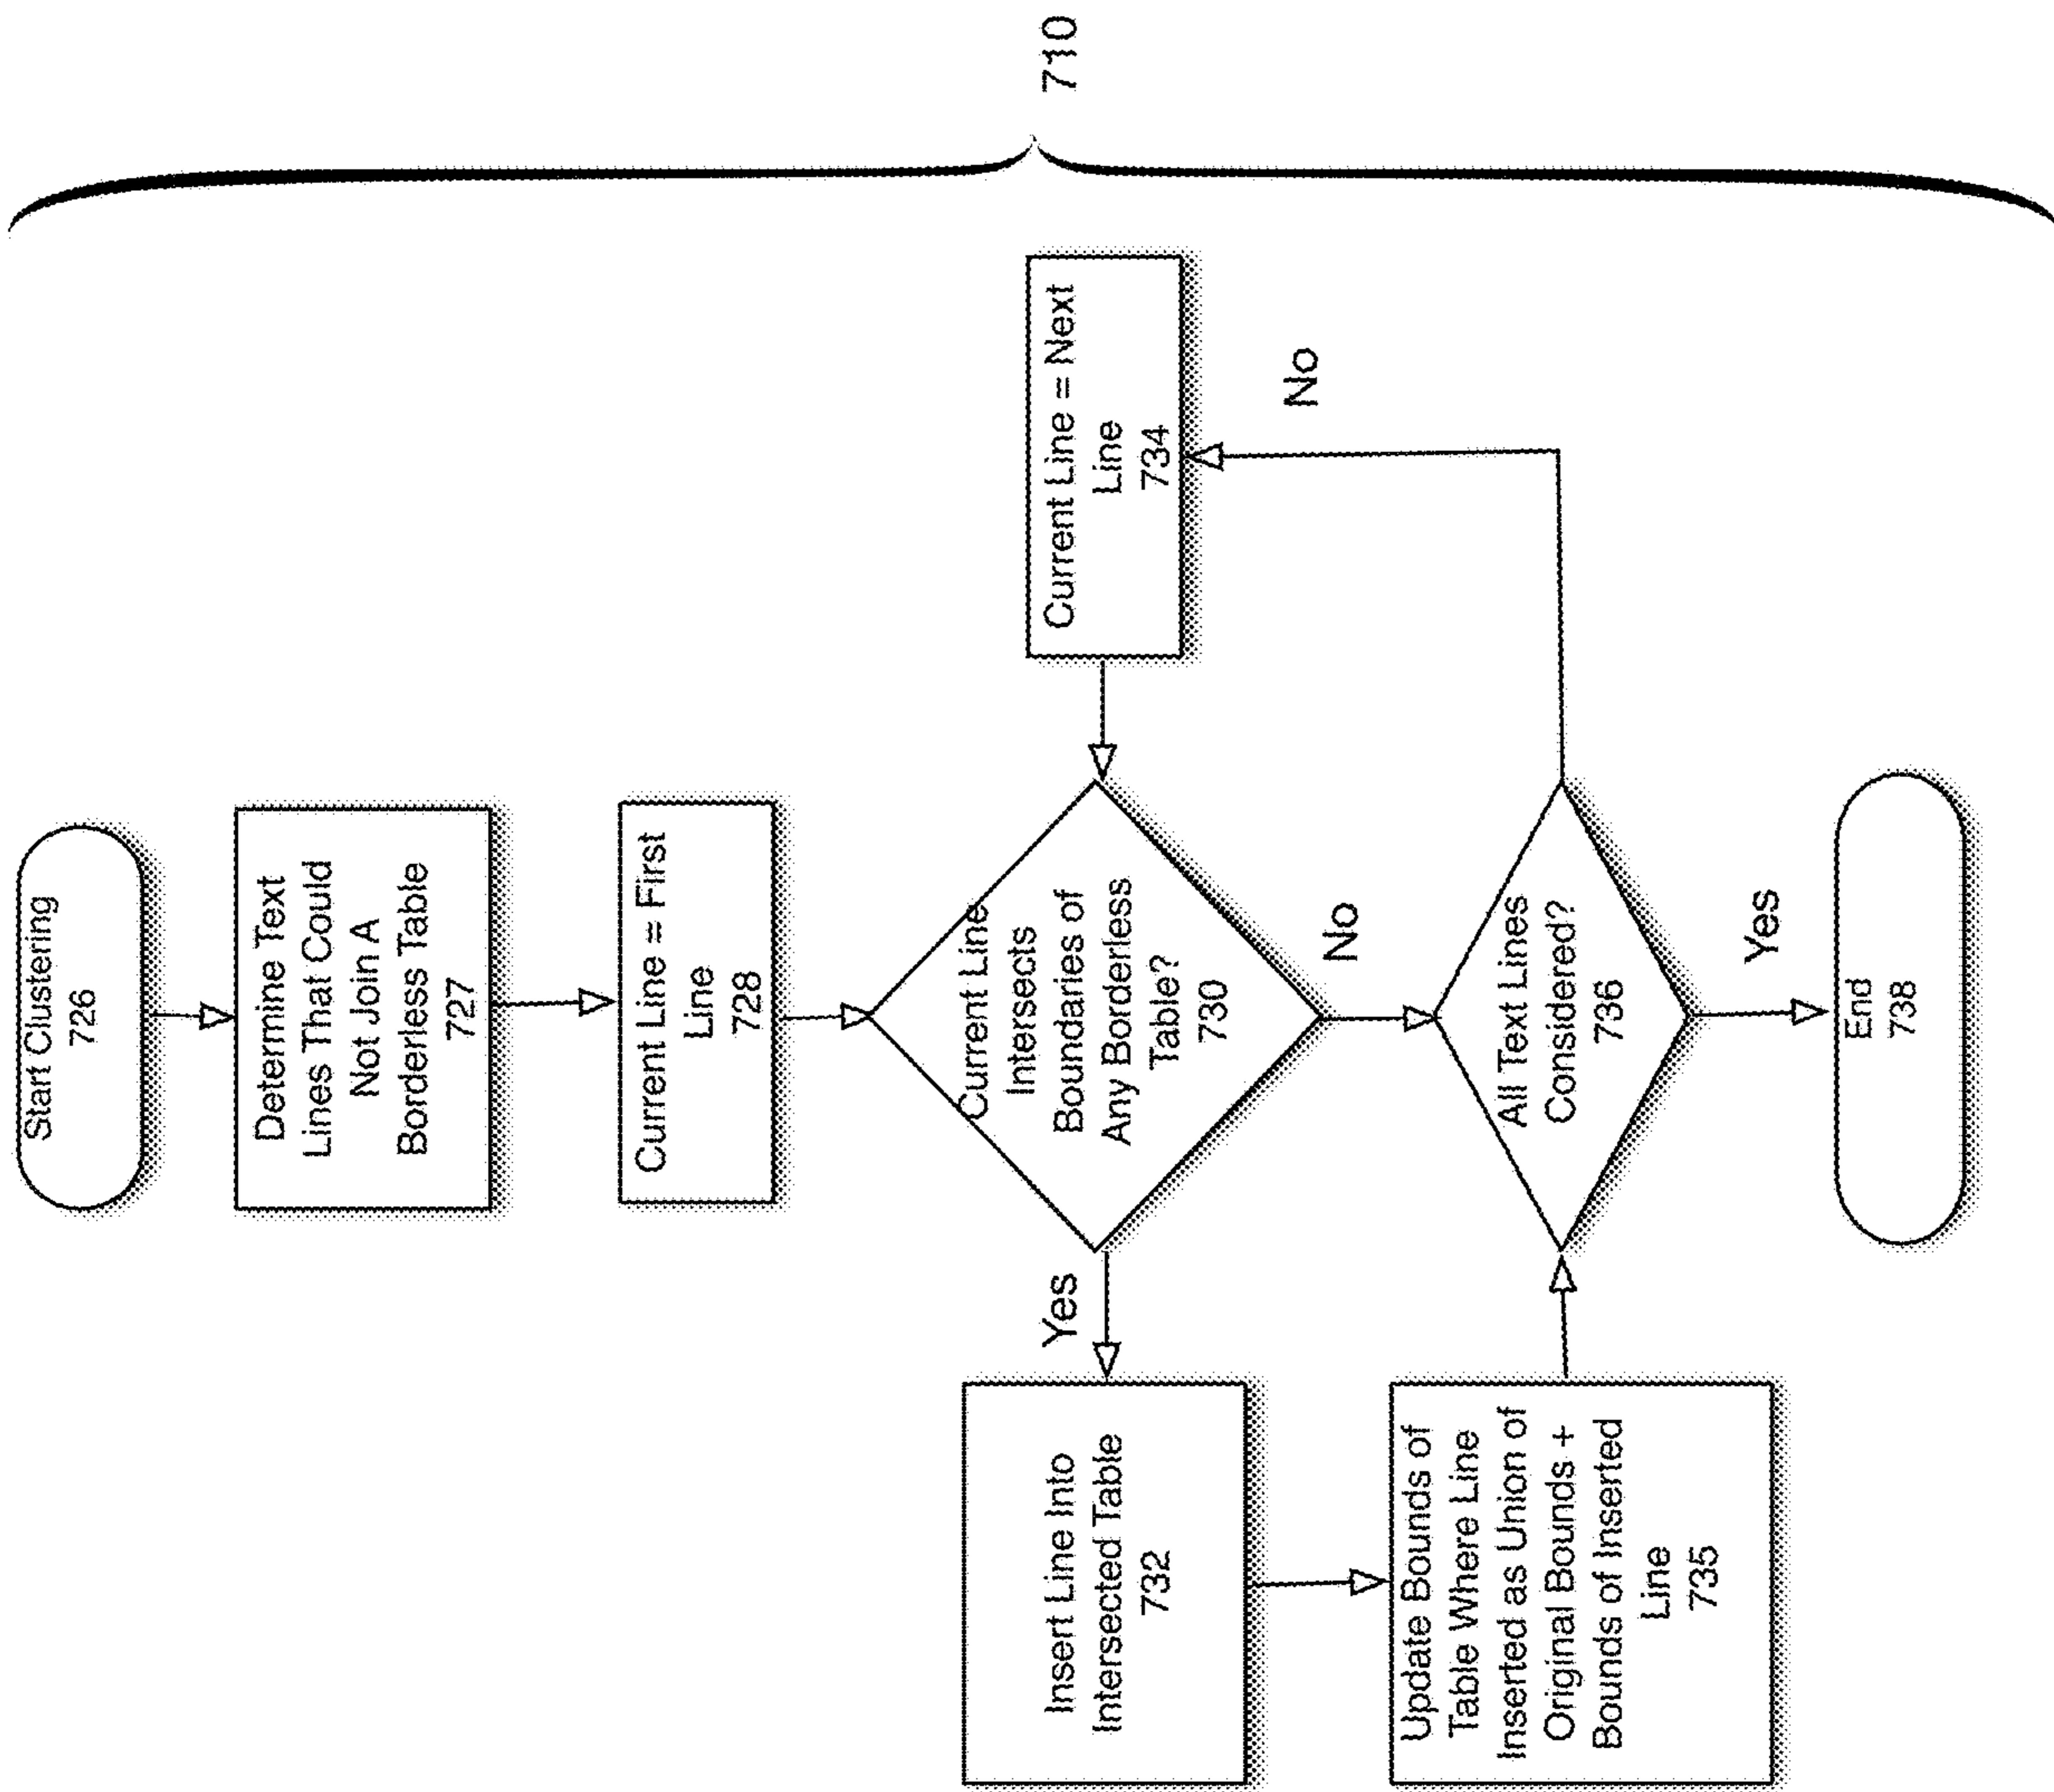 Start Clustering
726
Determine Text
Lines That Could
Not Join A
Borderless Table
727
Current Line = First
Line
728
Current Line
Intersects
Boundaries of
Any Borderless
Table?
730
Yes
No
Insert Line Into
Intersected Table
732
Current Line = Next
Line
734
Update Bounds of
Table Where Line
Inserted as Union of
Original Bounds +
Bounds of Inserted
Line
735
All Text Lines
Considered?
736
No
Yes
End
738
710